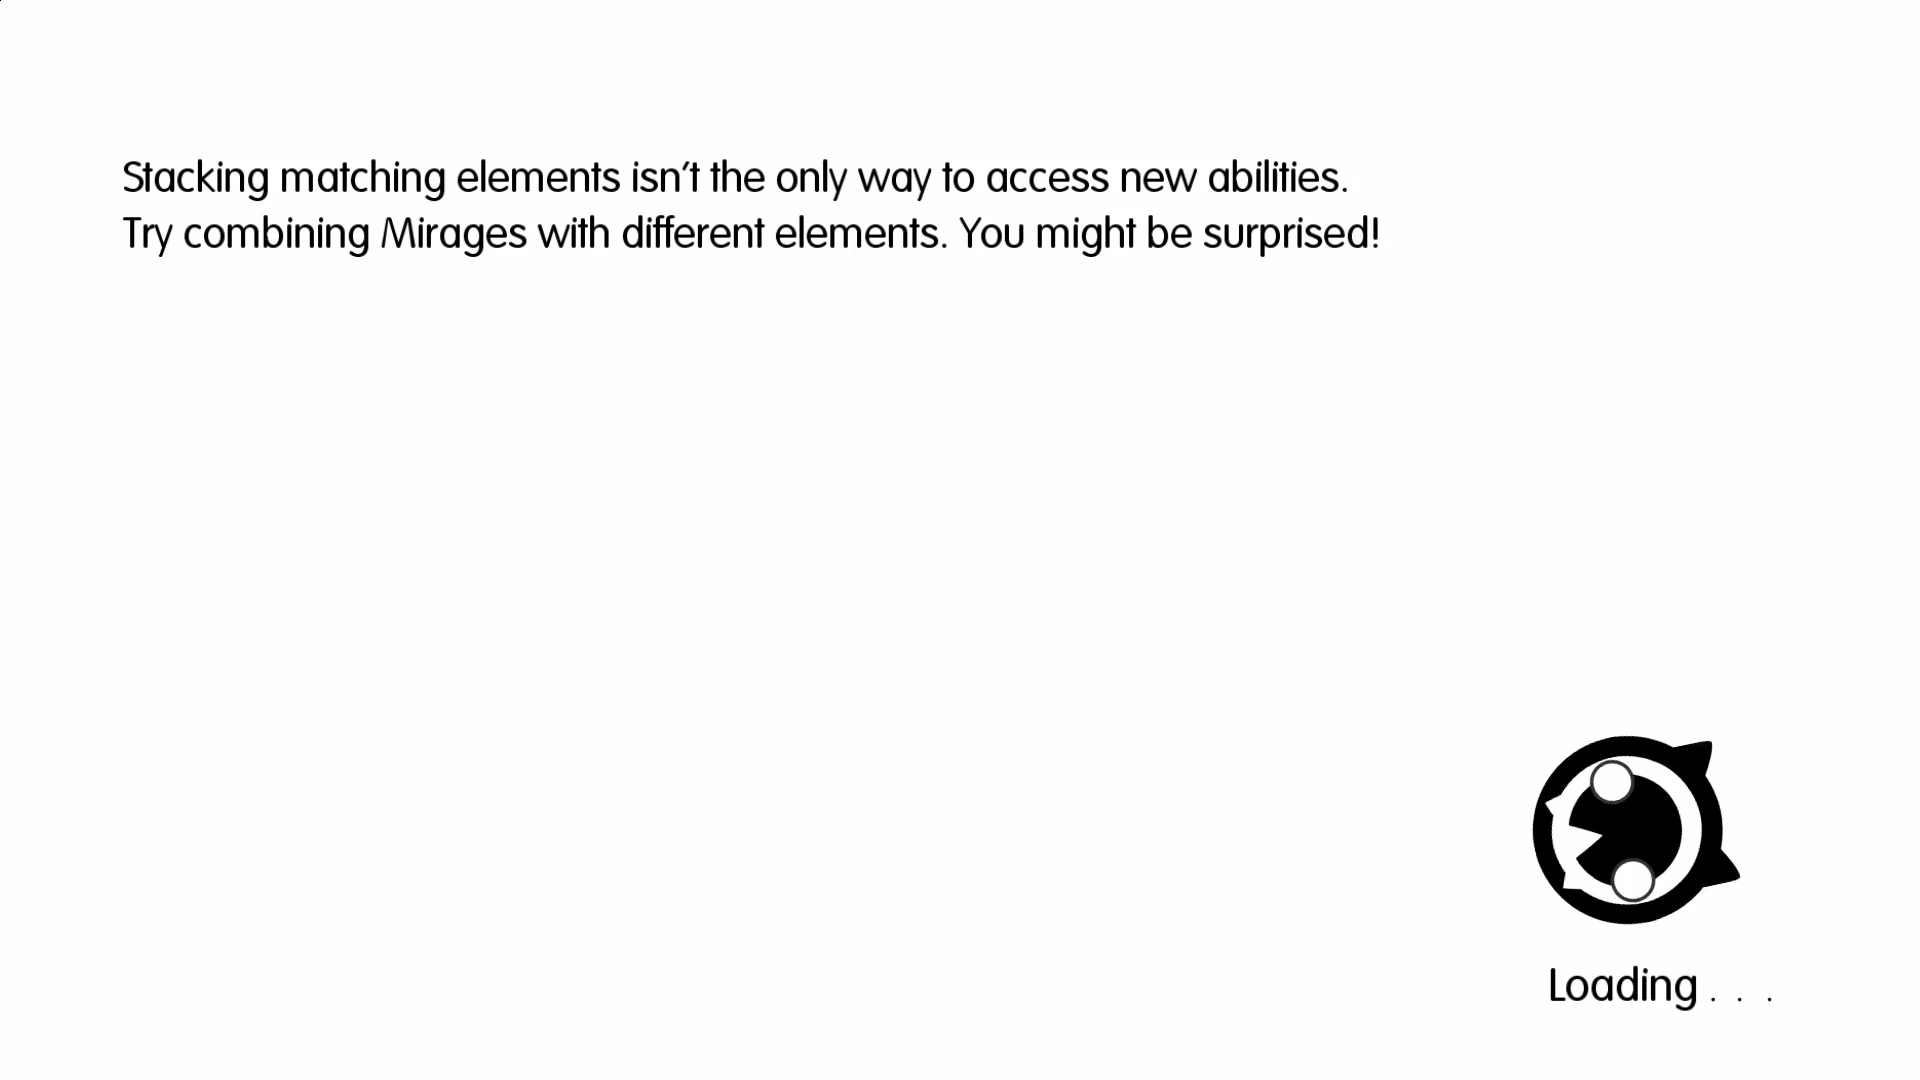 Stacking matching elements isn't the only way to access new abilities.
Try combining Mirages with different elements. You might be surprised!
Loading . . .